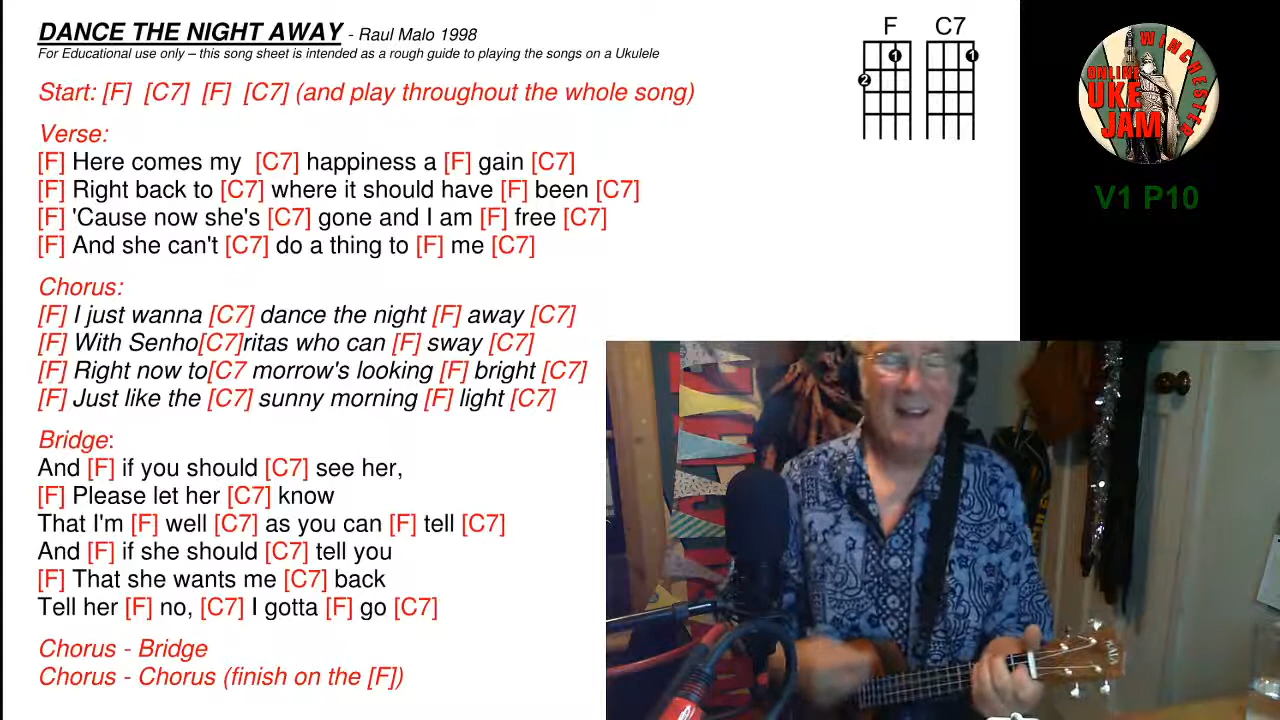 DANCE THE NIGHT AWAY - Raul Malo 1998
For Educational use only – this song sheet is intended as a rough guide to playing the songs on a Ukulele
Start: [F] [C7] [F] [C7] (and play throughout the whole song)
Verse:
[F] Here comes my [C7] happiness a [F] gain [C7]
[F] Right back to [C7] where it should have [F] been [C7]
[F] 'Cause now she's [C7] gone and I am [F] free [C7]
[F] And she can't [C7] do a thing to [F] me [C7]
Chorus:
[F] I just wanna [C7] dance the night [F] away [C7]
[F] With Senho[C7]ritas who can [F] sway [C7]
[F] Right now to[C7 morrow's looking [F] bright [C7]
[F] Just like the [C7] sunny morning [F] light [C7]
Bridge:
And [F] if you should [C7] see her,
[F] Please let her [C7] know
That I'm [F] well [C7] as you can [F] tell [C7]
And [F] if she should [C7] tell you
[F] That she wants me [C7] back
Tell her [F] no, [C7] I gotta [F] go [C7]
Chorus - Bridge
Chorus - Chorus (finish on the [F])
F C7
1 1
2
WINCHESTER
ONLINE
UKE
JAM
V1 P10